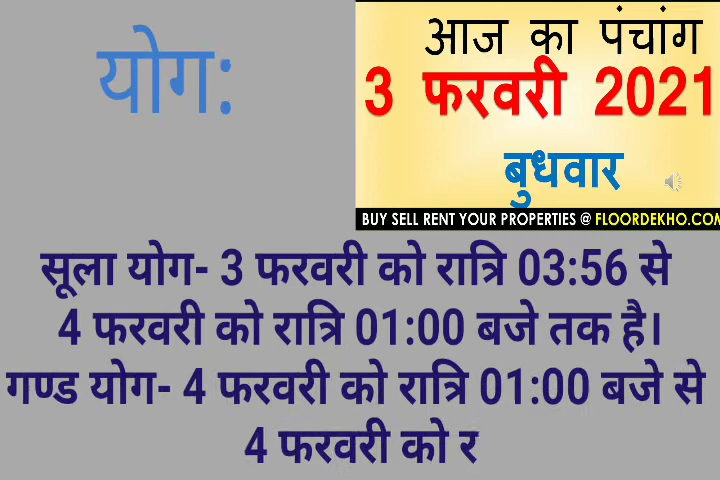 योग:
आज का पंचांग
3 फरवरी 2021
बुधवार
BUY SELL RENT YOUR PROPERTIES @ FLOORDEKHO.COM
सूला योग- 3 फरवरी को रात्रि 03:56 से
4 फरवरी को रात्रि 01:00 बजे तक है।
गण्ड योग- 4 फरवरी को रात्रि 01:00 बजे से
4 फरवरी को र